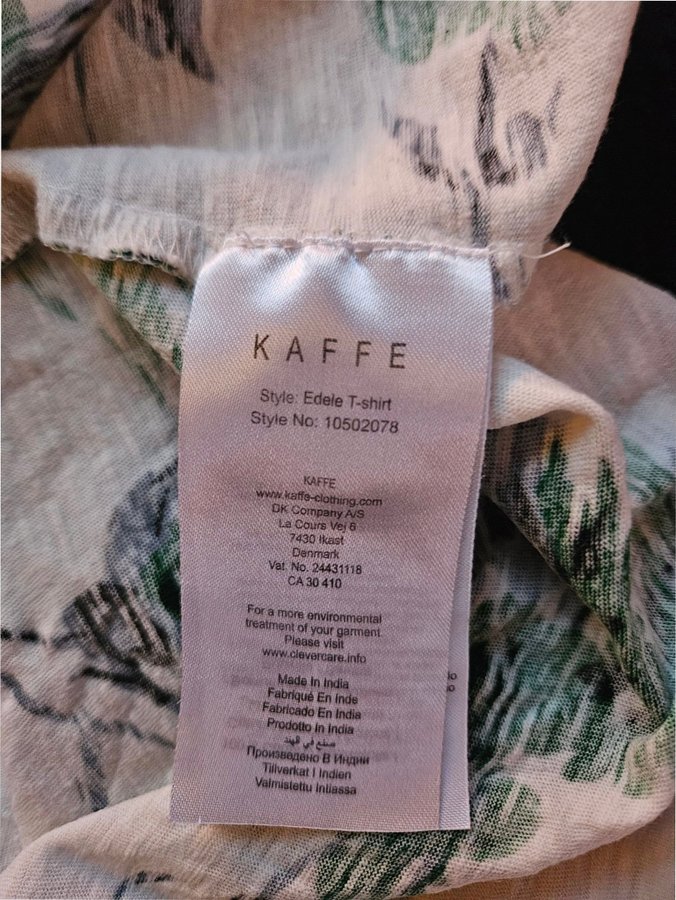 KAFFE
Style: Edele T-shirt
Style No: 10502078
KAFFE
www.kaffe-clothing.com
DK Company A/S
La Cours Vej 6
7430 Ikast
Denmark
Vat. No. 24431118
CA 30 410
For a more environmental
treatment of your garment.
Please visit
www.clevercare.info
Made In India
Fabriqué En Inde
Fabricado En India
Prodotto In India
صنع في الهند
Произведено В Индии
Tillverkat I Indien
Valmistettu Intiassa